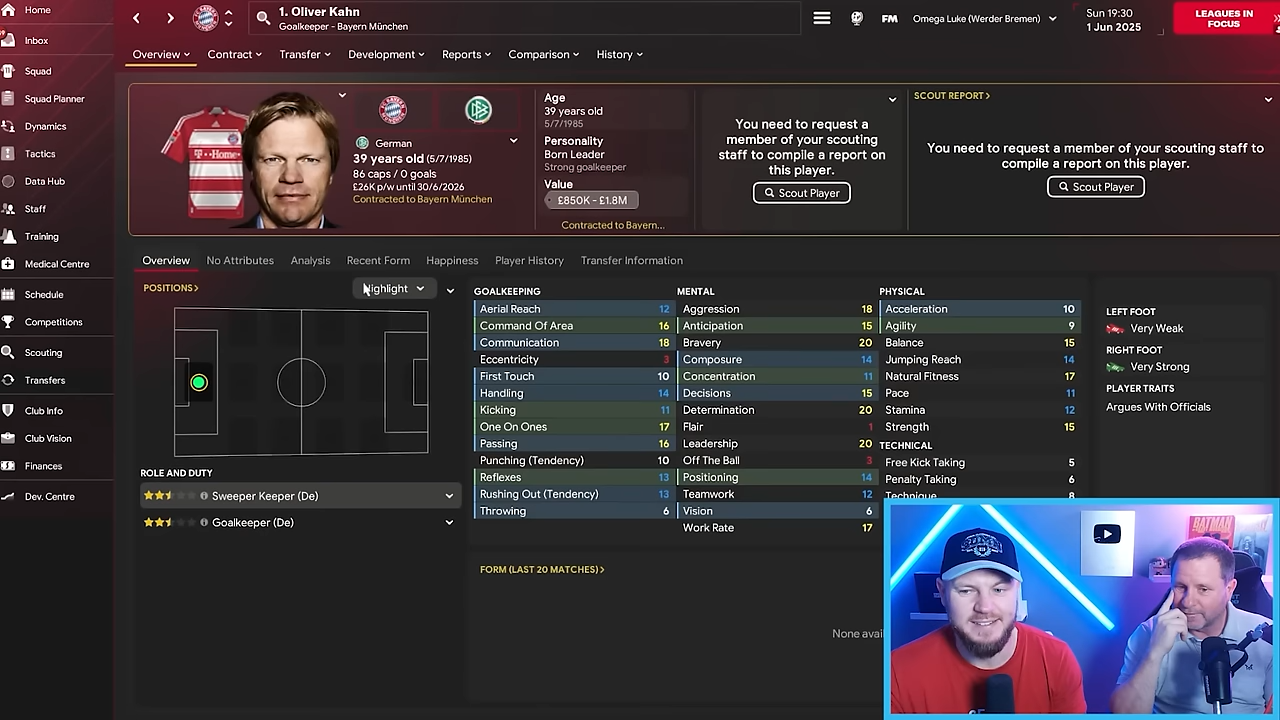 Home
Inbox
Squad
Squad Planner
Dynamics
Tactics
Data Hub
Staff
Training
Medical Centre
Schedule
Competitions
Scouting
Transfers
Club Info
Club Vision
Finances
Dev. Centre
1. Oliver Kahn
Goalkeeper - Bayern München
FM
Omega Luke (Werder Bremen)
Sun 19:30
1 Jun 2025
LEAGUES IN
FOCUS
Overview
Contract
Transfer
Development
Reports
Comparison
History
T··Home·
German
39 years old (5/7/1985)
86 caps / 0 goals
£26K p/w until 30/6/2026
Contracted to Bayern München
Age
39 years old
5/7/1985
Personality
Born Leader
Strong goalkeeper
Value
£850K - £1.8M
Contracted to Bayern...
You need to request a
member of your scouting
staff to compile a report on
this player.
Scout Player
SCOUT REPORT >
You need to request a member of your scouting staff to
compile a report on this player.
Scout Player
Overview
No Attributes
Analysis
Recent Form
Happiness
Player History
Transfer Information
POSITIONS >
Highlight
ROLE AND DUTY
Sweeper Keeper (De)
Goalkeeper (De)
GOALKEEPING
Aerial Reach 12
Command Of Area 16
Communication 18
Eccentricity 3
First Touch 10
Handling 14
Kicking 11
One On Ones 17
Passing 16
Punching (Tendency) 10
Reflexes 13
Rushing Out (Tendency) 13
Throwing 6
MENTAL
Aggression 18
Anticipation 15
Bravery 20
Composure 14
Concentration 11
Decisions 15
Determination 20
Flair 1
Leadership 20
Off The Ball 3
Positioning 14
Teamwork 12
Vision 6
Work Rate 17
PHYSICAL
Acceleration 10
Agility 9
Balance 15
Jumping Reach 14
Natural Fitness 17
Pace 11
Stamina 12
Strength 15
TECHNICAL
Free Kick Taking 5
Penalty Taking 6
Technique 8
LEFT FOOT
Very Weak
RIGHT FOOT
Very Strong
PLAYER TRAITS
Argues With Officials
FORM (LAST 20 MATCHES) >
None avai
BATMAN